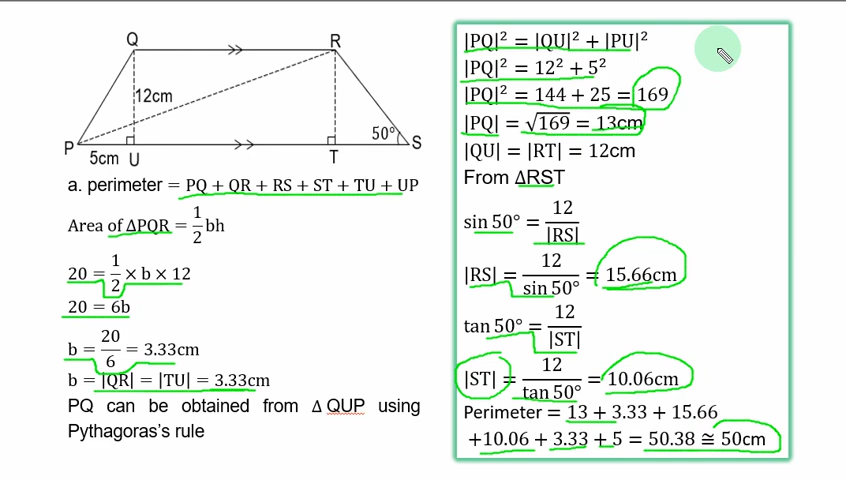 Q R
12cm
50°
P 5cm U T S
a. perimeter = PQ + QR + RS + ST + TU + UP
Area of ΔPQR = 1/2 bh
20 = 1/2 × b × 12
20 = 6b
b = 20/6 = 3.33cm
b = |QR| = |TU| = 3.33cm
PQ can be obtained from Δ QUP using
Pythagoras's rule
|PQ|² = |QU|² + |PU|²
|PQ|² = 12² + 5²
|PQ|² = 144 + 25 = 169
|PQ| = √169 = 13cm
|QU| = |RT| = 12cm
From ΔRST
sin 50° = 12/|RS|
|RS| = 12/sin 50° = 15.66cm
tan 50° = 12/|ST|
|ST| = 12/tan 50° = 10.06cm
Perimeter = 13 + 3.33 + 15.66
+10.06 + 3.33 + 5 = 50.38 ≅ 50cm